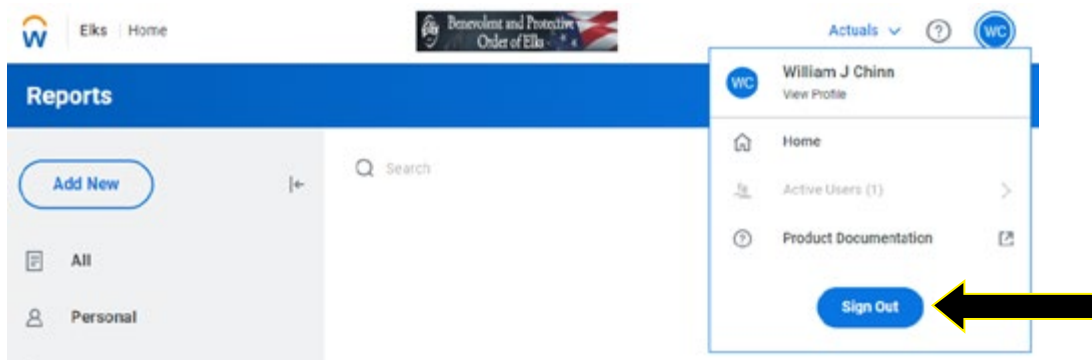 Elks Home
Benevolent and Protective
Order of Elks
Actuals
WC
Reports
WC
William J Chinn
View Profile
Home
Active Users (1)
Product Documentation
Sign Out
Add New
Search
All
Personal